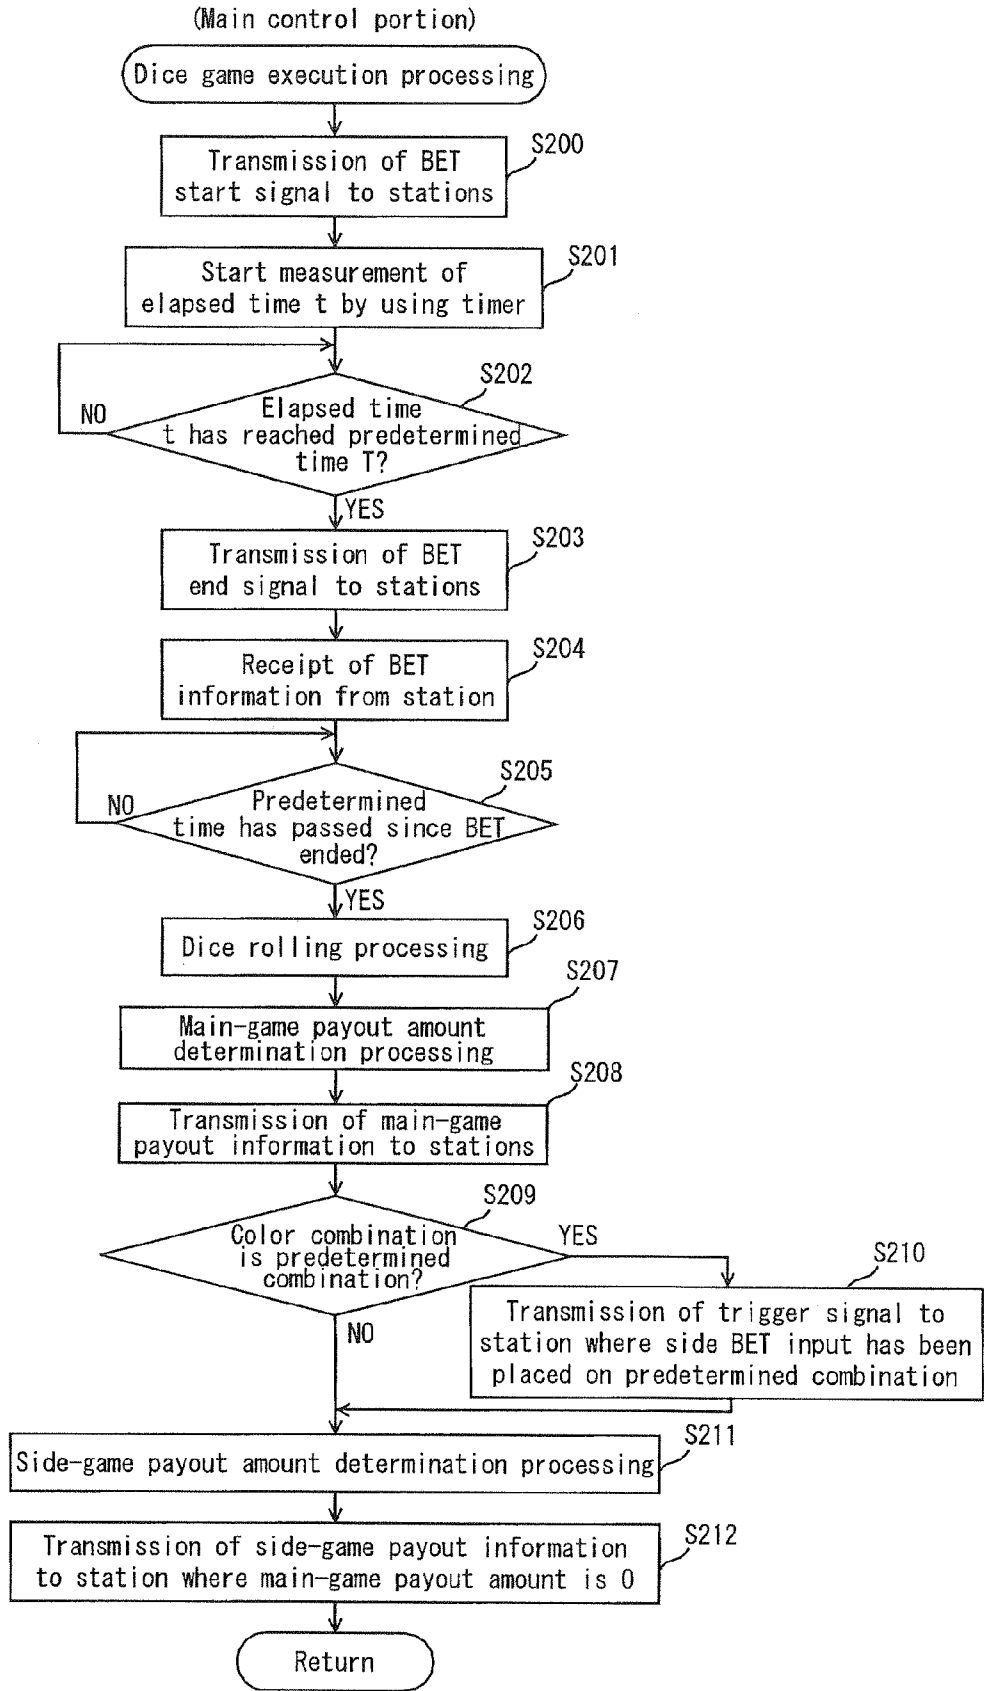 (Main control portion)
Dice game execution processing
S200
Transmission of BET
start signal to stations
S201
Start measurement of
elapsed time t by using timer
S202
Elapsed time
t has reached predetermined
time T?
NO
YES
S203
Transmission of BET
end signal to stations
S204
Receipt of BET
information from station
S205
Predetermined
time has passed since BET
ended?
NO
YES
S206
Dice rolling processing
S207
Main-game payout amount
determination processing
S208
Transmission of main-game
payout information to stations
S209
Color combination
is predetermined
combination?
YES
NO
S210
Transmission of trigger signal to
station where side BET input has been
placed on predetermined combination
S211
Side-game payout amount determination processing
S212
Transmission of side-game payout information
to station where main-game payout amount is 0
Return